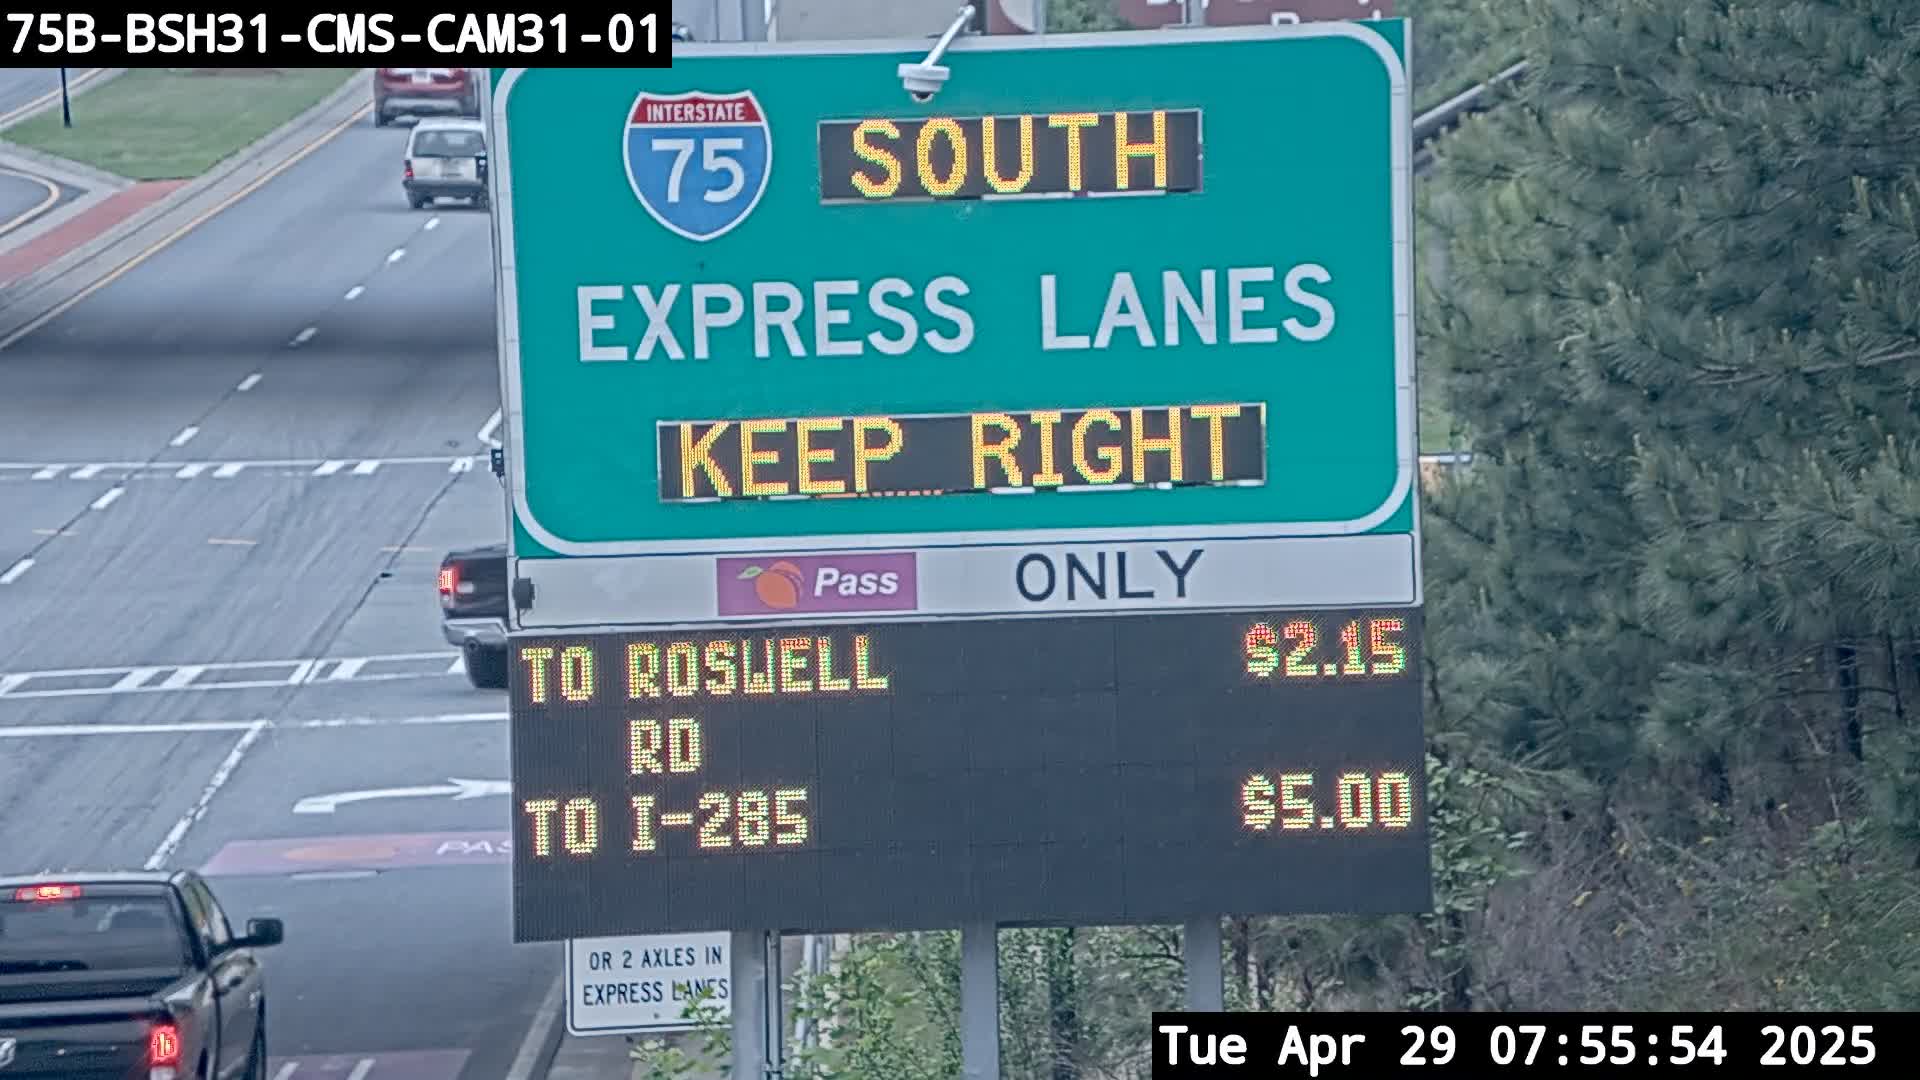 75B-BSH31-CMS-CAM31-01
INTERSTATE
75
SOUTH
EXPRESS LANES
KEEP RIGHT
Pass ONLY
TO ROSWELL $2.15
RD
TO I-285 $5.00
OR 2 AXLES IN
EXPRESS LANES
Tue Apr 29 07:55:54 2025